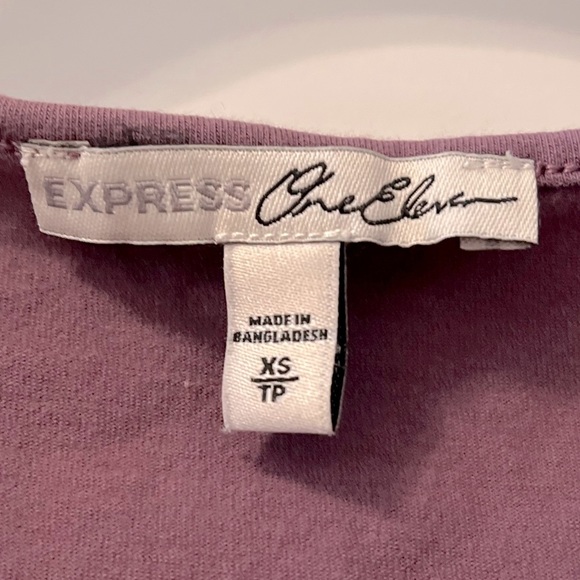 EXPRESS One Eleven
MADE IN
BANGLADESH
XS
TP